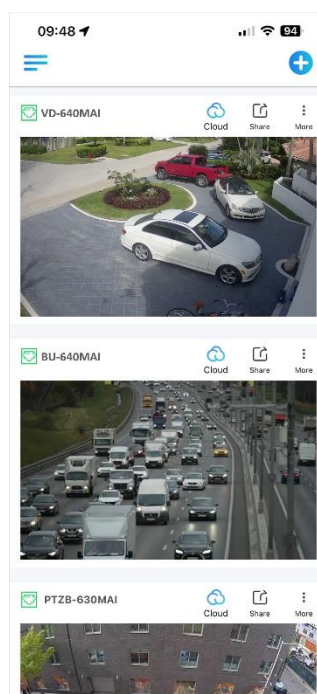 09:48 94
VD-640MAI Cloud Share More
BU-640MAI Cloud Share More
PTZB-630MAI Cloud Share More